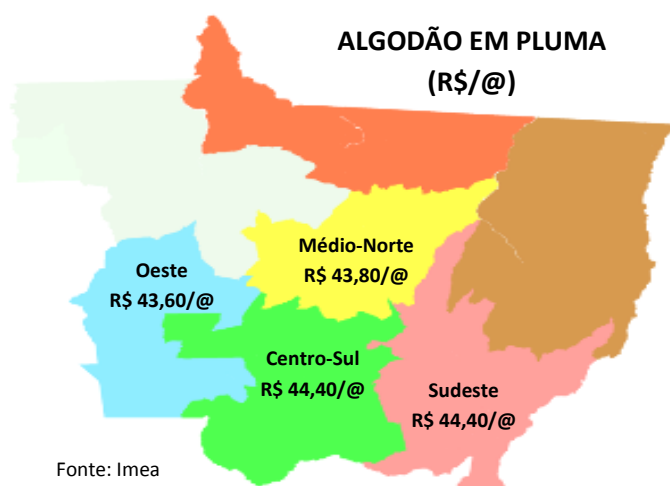 ALGODÃO EM PLUMA
(R$/@)
Médio-Norte
R$ 43,80/@
Oeste
R$ 43,60/@
Centro-Sul
R$ 44,40/@
Sudeste
R$ 44,40/@
Fonte: Imea